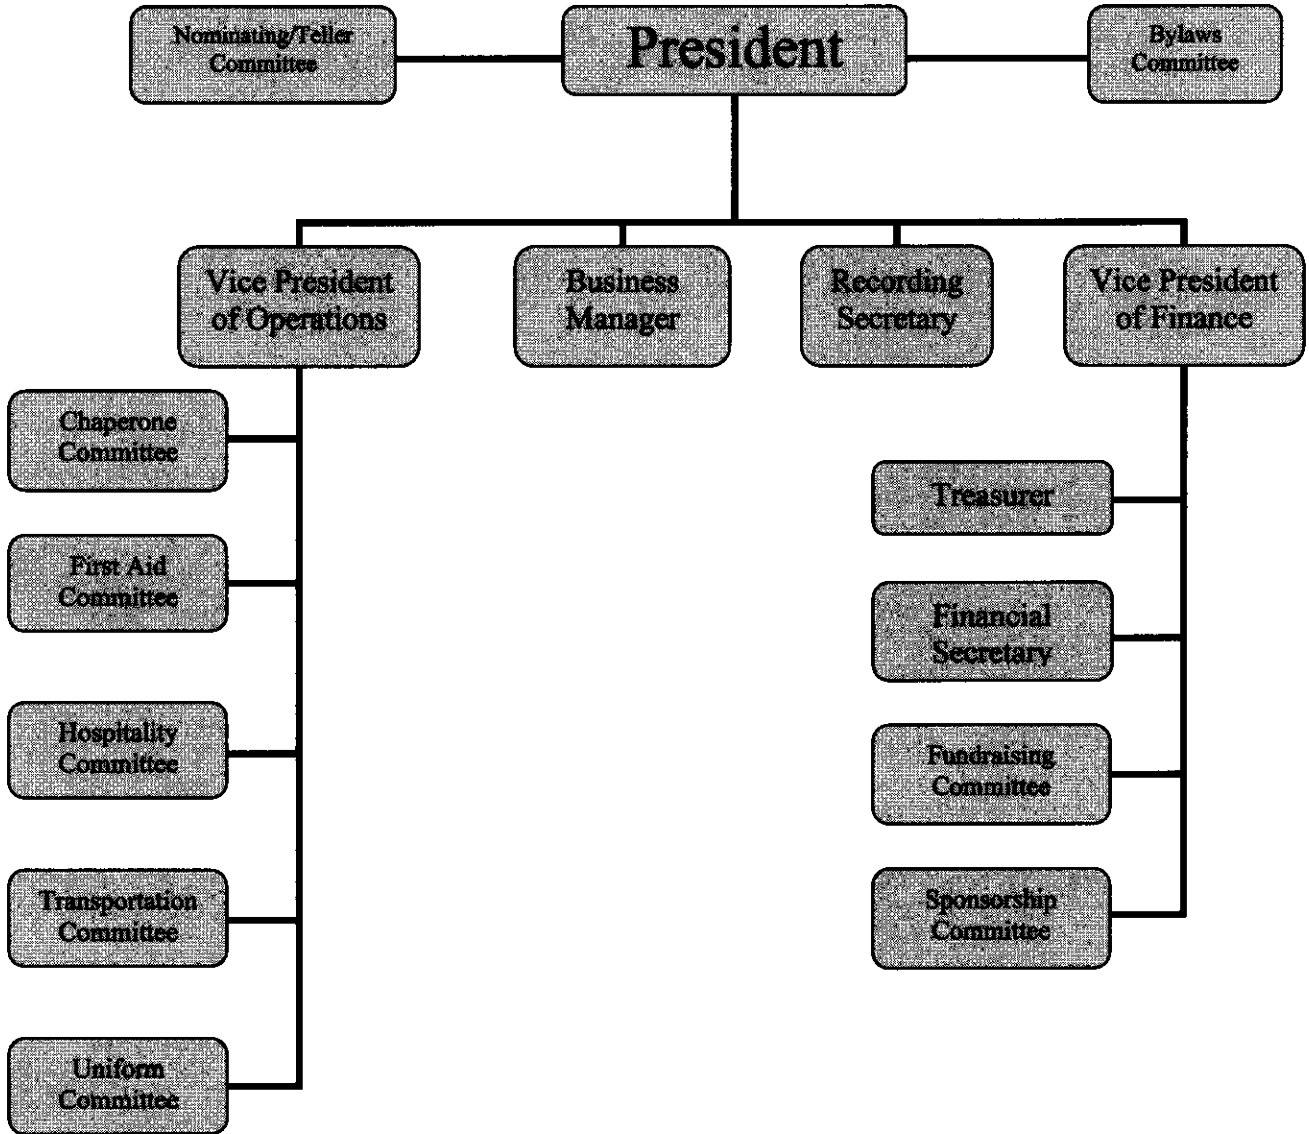 Nominating/Teller
Committee
President
Bylaws
Committee
Vice President
of Operations
Business
Manager
Recording
Secretary
Vice President
of Finance
Chaperone
Committee
First Aid
Committee
Hospitality
Committee
Transportation
Committee
Uniform
Committee
Treasurer
Financial
Secretary
Fundraising
Committee
Sponsorship
Committee